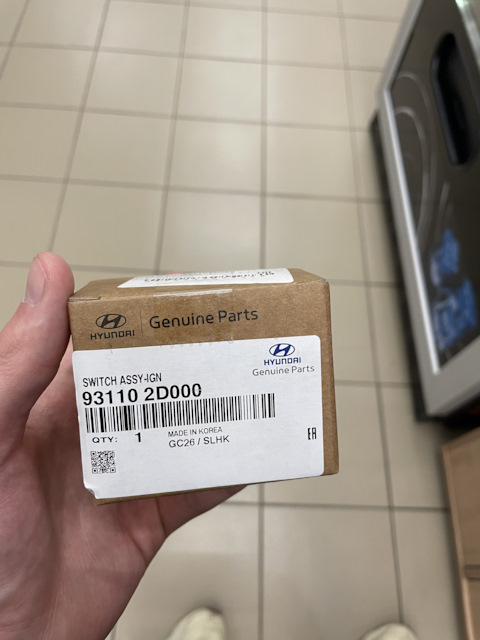 HYUNDAI
Genuine Parts
HYUNDAI
Genuine Parts
SWITCH ASSY-IGN
93110 2D000
QTY: 1
MADE IN KOREA
GC26 / SLHK
EAC